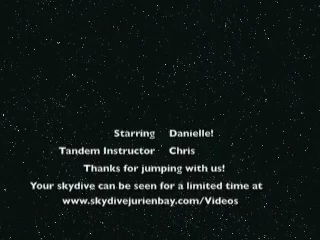 Starring Danielle!
Tandem Instructor Chris
Thanks for jumping with us!
Your skydive can be seen for a limited time at
www.skydivejurienbay.com/Videos